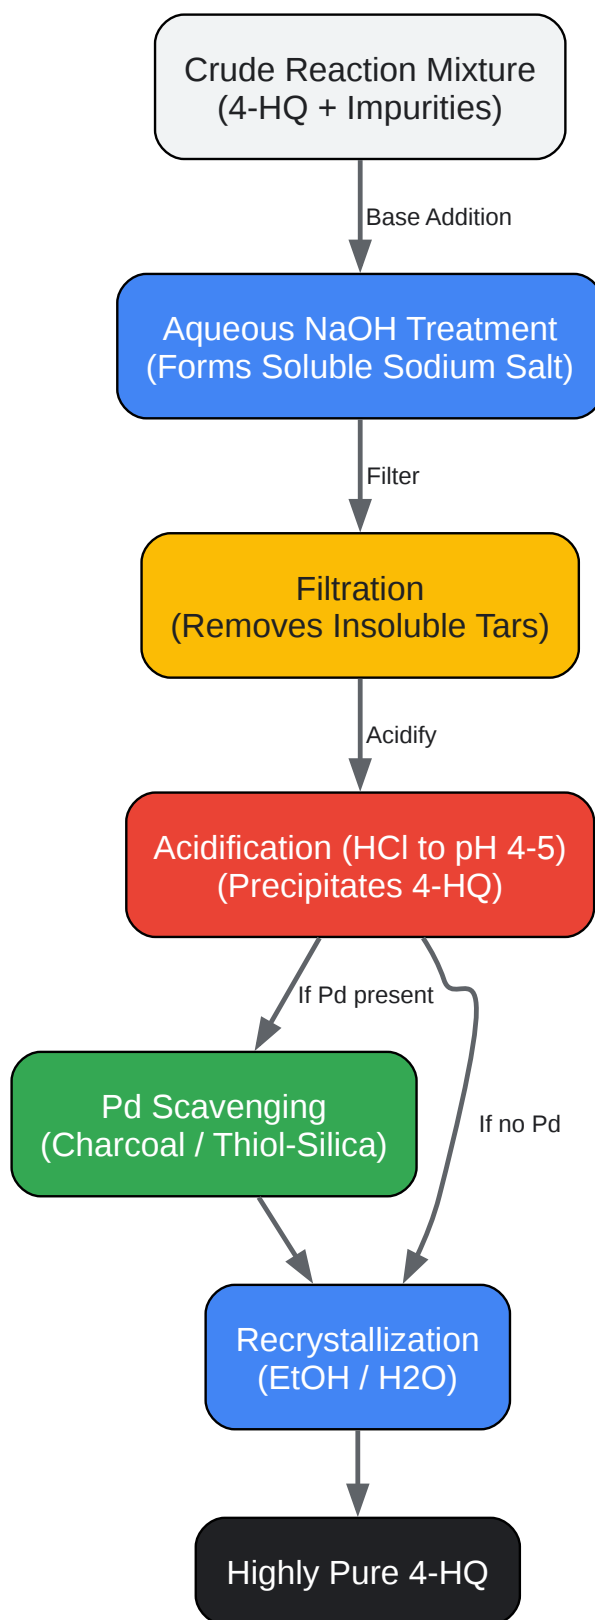 Crude Reaction Mixture
(4-HQ + Impurities)
Base Addition
Aqueous NaOH Treatment
(Forms Soluble Sodium Salt)
Filter
Filtration
(Removes Insoluble Tars)
Acidify
Acidification (HCl to pH 4-5)
(Precipitates 4-HQ)
If Pd present
Pd Scavenging
(Charcoal / Thiol-Silica)
If no Pd
Recrystallization
(EtOH / H2O)
Highly Pure 4-HQ